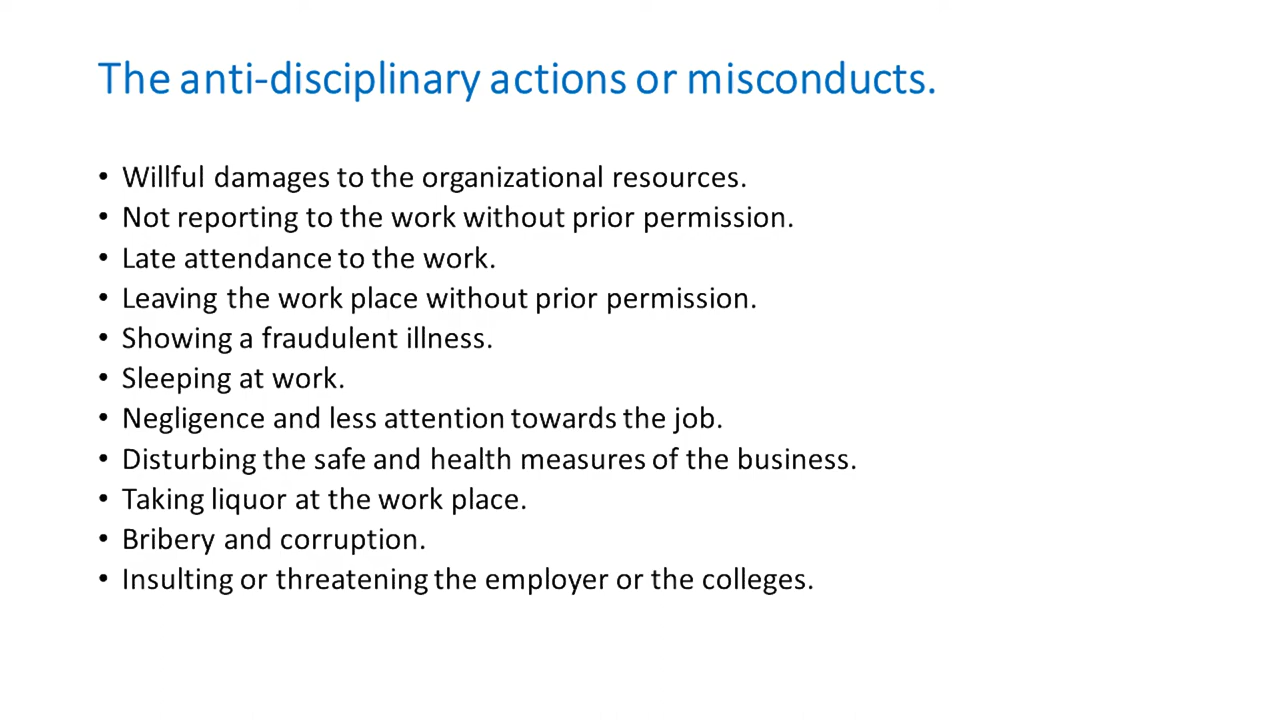 The anti-disciplinary actions or misconducts.
• Willful damages to the organizational resources.
• Not reporting to the work without prior permission.
• Late attendance to the work.
• Leaving the work place without prior permission.
• Showing a fraudulent illness.
• Sleeping at work.
• Negligence and less attention towards the job.
• Disturbing the safe and health measures of the business.
• Taking liquor at the work place.
• Bribery and corruption.
• Insulting or threatening the employer or the colleges.